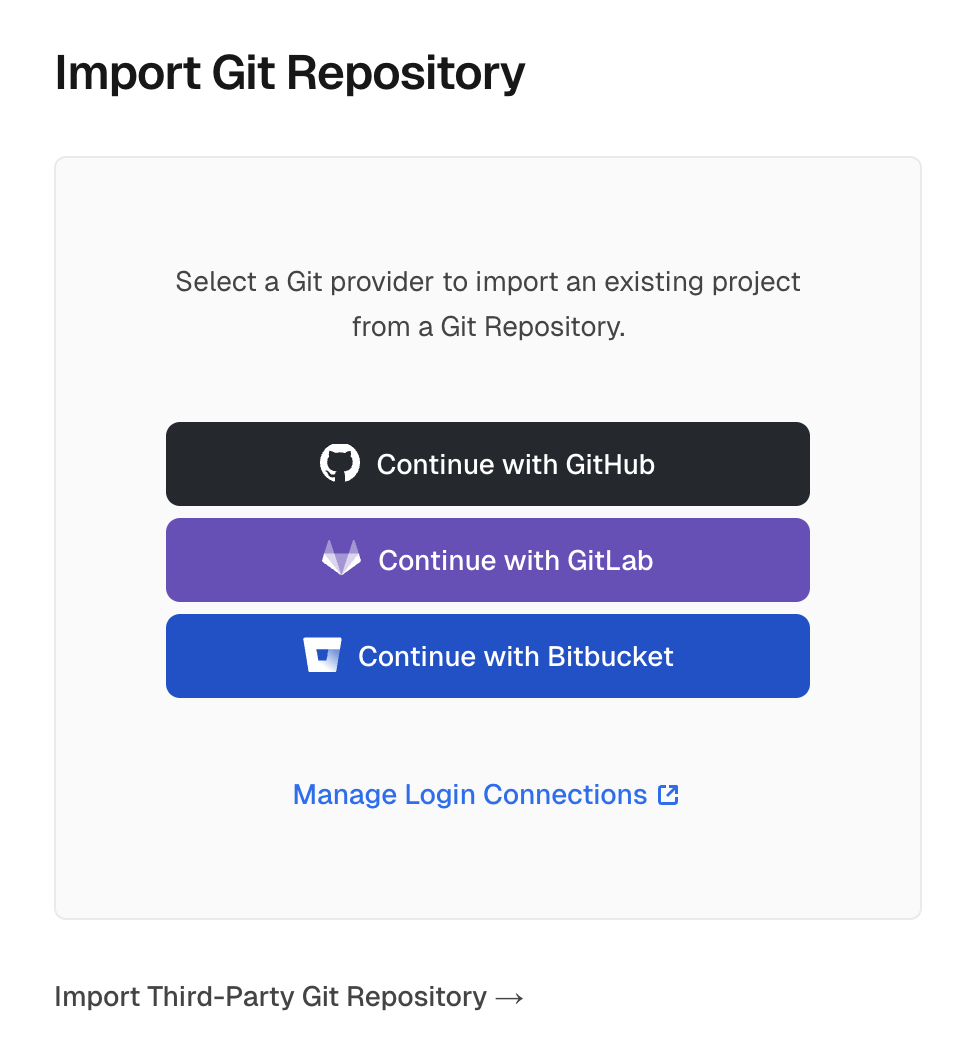 Import Git Repository
Select a Git provider to import an existing project
from a Git Repository.
Continue with GitHub
Continue with GitLab
Continue with Bitbucket
Manage Login Connections
Import Third-Party Git Repository →